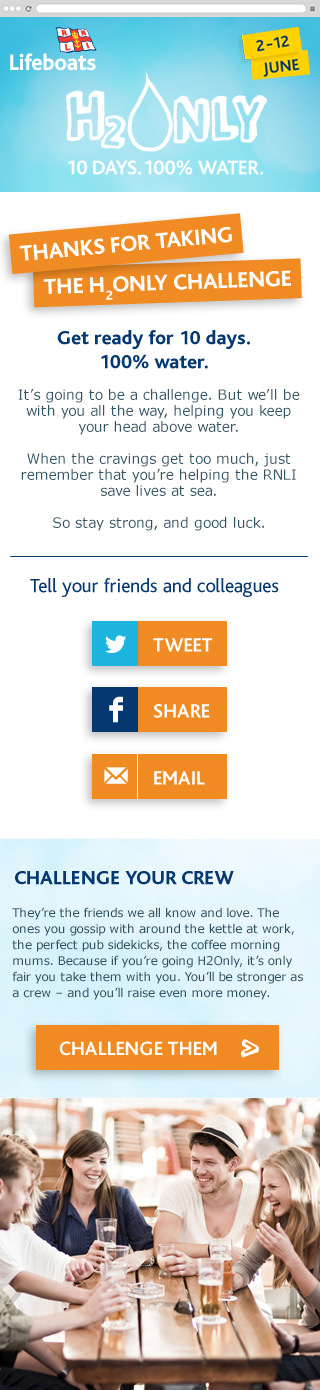 RNLI
Lifeboats
2-12
JUNE
H2ONLY
10 DAYS. 100% WATER.
THANKS FOR TAKING
THE H2ONLY CHALLENGE
Get ready for 10 days.
100% water.
It's going to be a challenge. But we'll be
with you all the way, helping you keep
your head above water.
When the cravings get too much, just
remember that you're helping the RNLI
save lives at sea.
So stay strong, and good luck.
Tell your friends and colleagues
TWEET
f SHARE
EMAIL
CHALLENGE YOUR CREW
They're the friends we all know and love. The
ones you gossip with around the kettle at work,
the perfect pub sidekicks, the coffee morning
mums. Because if you're going H2Only, it's only
fair you take them with you. You'll be stronger as
a crew – and you'll raise even more money.
CHALLENGE THEM